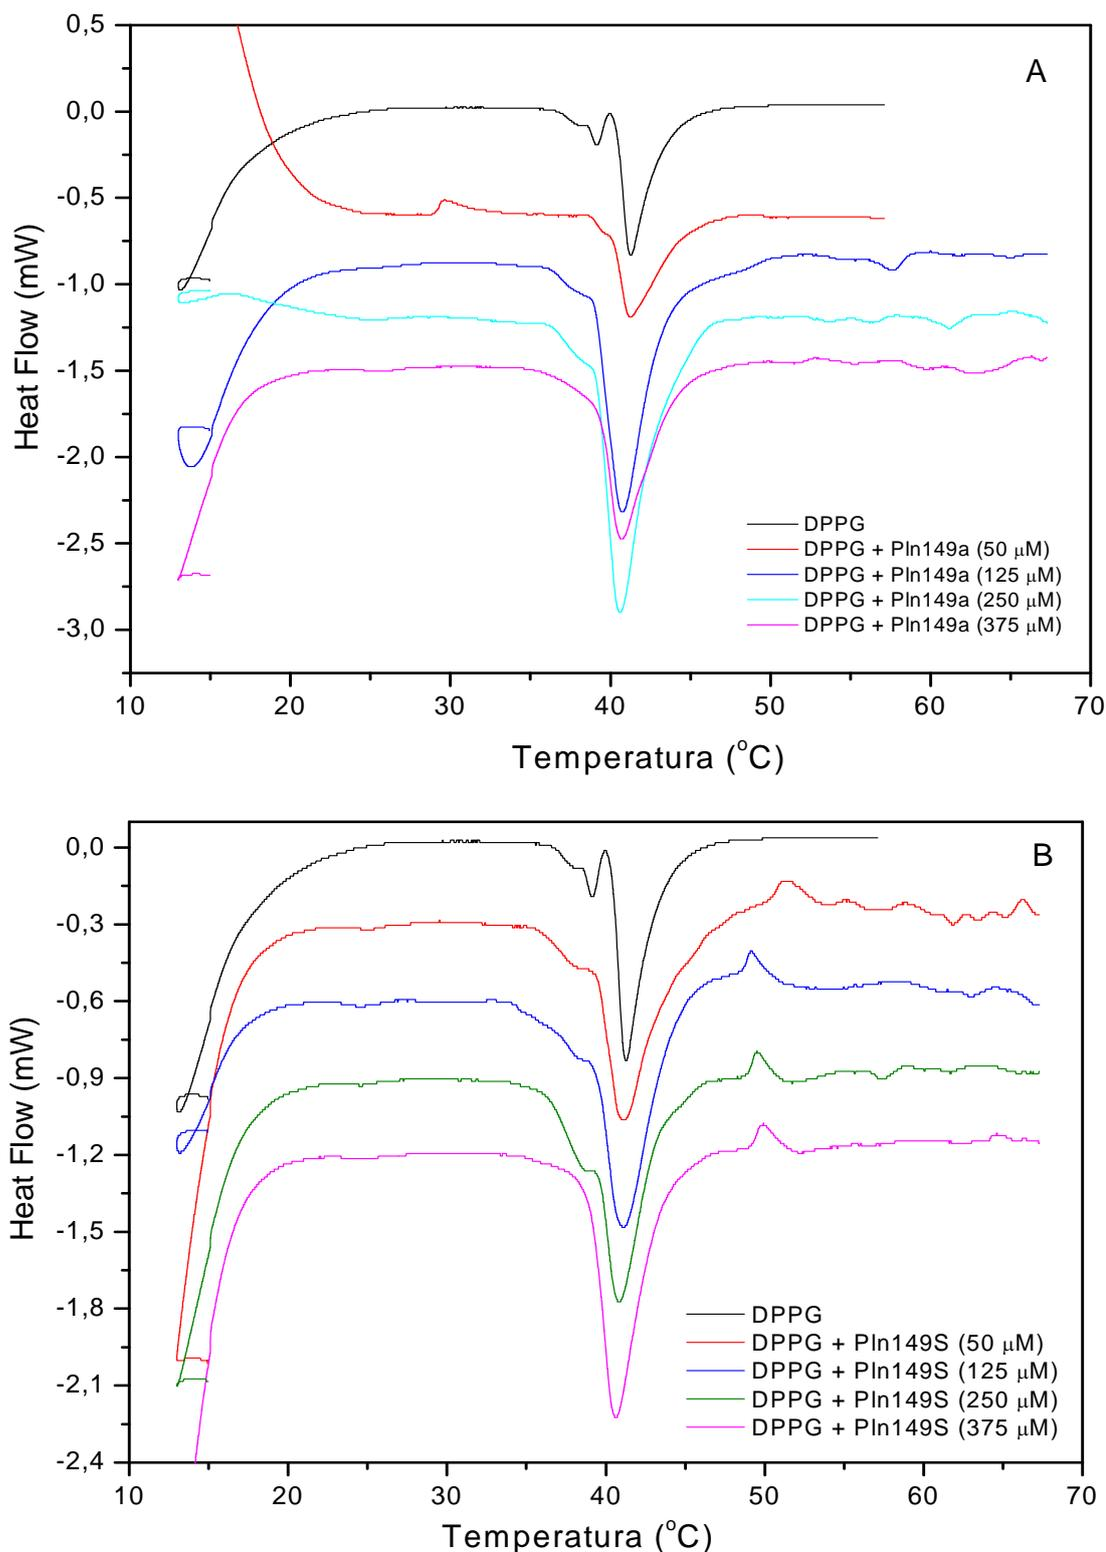 A
0,5
0,0
-0,5
-1,0
-1,5
-2,0
-2,5
-3,0
Heat Flow (mW)
DPPG
DPPG + Pln149a (50 μM)
DPPG + Pln149a (125 μM)
DPPG + Pln149a (250 μM)
DPPG + Pln149a (375 μM)
10 20 30 40 50 60 70
Temperatura (°C)
B
0,0
-0,3
-0,6
-0,9
-1,2
-1,5
-1,8
-2,1
-2,4
Heat Flow (mW)
DPPG
DPPG + Pln149S (50 μM)
DPPG + Pln149S (125 μM)
DPPG + Pln149S (250 μM)
DPPG + Pln149S (375 μM)
10 20 30 40 50 60 70
Temperatura (°C)